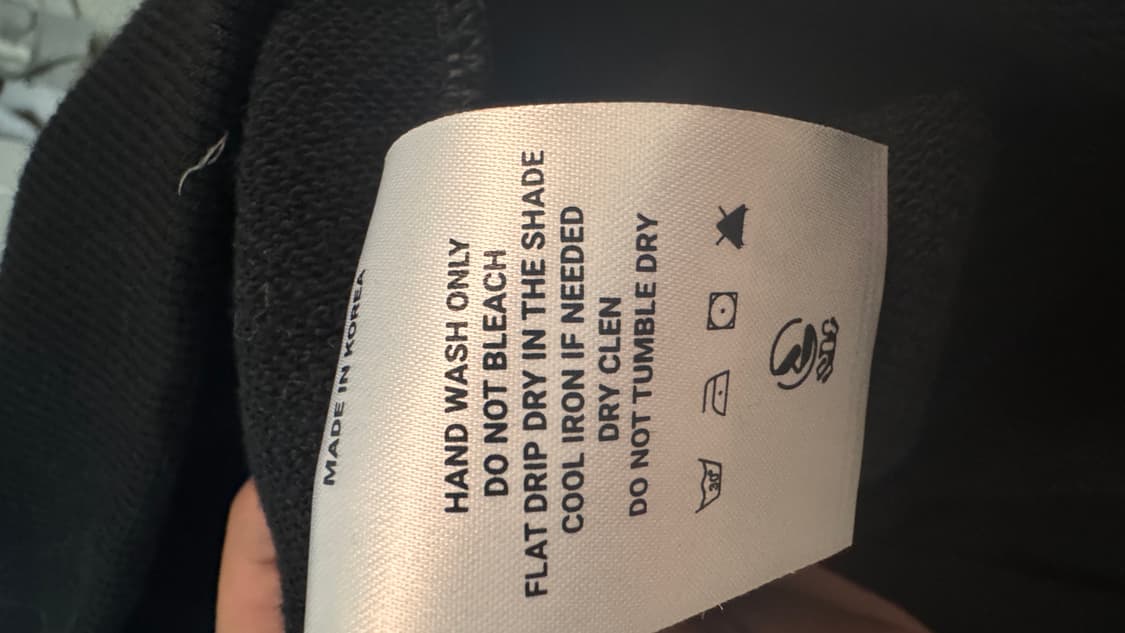 MADE IN KOREA
HAND WASH ONLY
DO NOT BLEACH
FLAT DRIP DRY IN THE SHADE
COOL IRON IF NEEDED
DRY CLEN
DO NOT TUMBLE DRY
30°